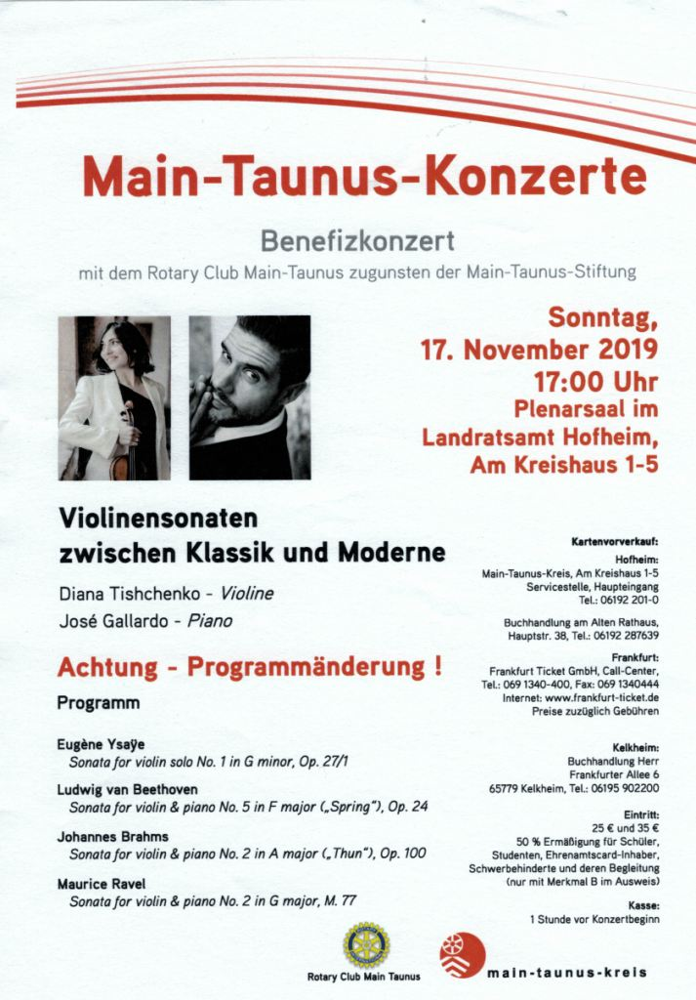 Main-Taunus-Konzerte
Benefizkonzert
mit dem Rotary Club Main-Taunus zugunsten der Main-Taunus-Stiftung
Sonntag,
17. November 2019
17:00 Uhr
Plenarsaal im
Landratsamt Hofheim,
Am Kreishaus 1-5
Violinensonaten
zwischen Klassik und Moderne
Diana Tishchenko - Violine
José Gallardo - Piano
Achtung - Programmänderung !
Programm
Eugène Ysaÿe
Sonata for violin solo No. 1 in G minor, Op. 27/1
Ludwig van Beethoven
Sonata for violin & piano No. 5 in F major („Spring“), Op. 24
Johannes Brahms
Sonata for violin & piano No. 2 in A major („Thun“), Op. 100
Maurice Ravel
Sonata for violin & piano No. 2 in G major, M. 77
Kartenvorverkauf:
Hofheim:
Main-Taunus-Kreis, Am Kreishaus 1-5
Servicestelle, Haupteingang
Tel.: 06192 201-0
Buchhandlung am Alten Rathaus,
Hauptstr. 38, Tel.: 06192 287639
Frankfurt:
Frankfurt Ticket GmbH, Call-Center,
Tel.: 069 1340-400, Fax: 069 1340444
Internet: www.frankfurt-ticket.de
Preise zuzüglich Gebühren
Kelkheim:
Buchhandlung Herr
Frankfurter Allee 6
65779 Kelkheim, Tel.: 06195 902200
Eintritt:
25 € und 35 €
50 % Ermäßigung für Schüler,
Studenten, Ehrenamtscard-Inhaber,
Schwerbehinderte und deren Begleitung
(nur mit Merkmal B im Ausweis)
Kasse:
1 Stunde vor Konzertbeginn
Rotary Club Main Taunus
main-taunus-kreis